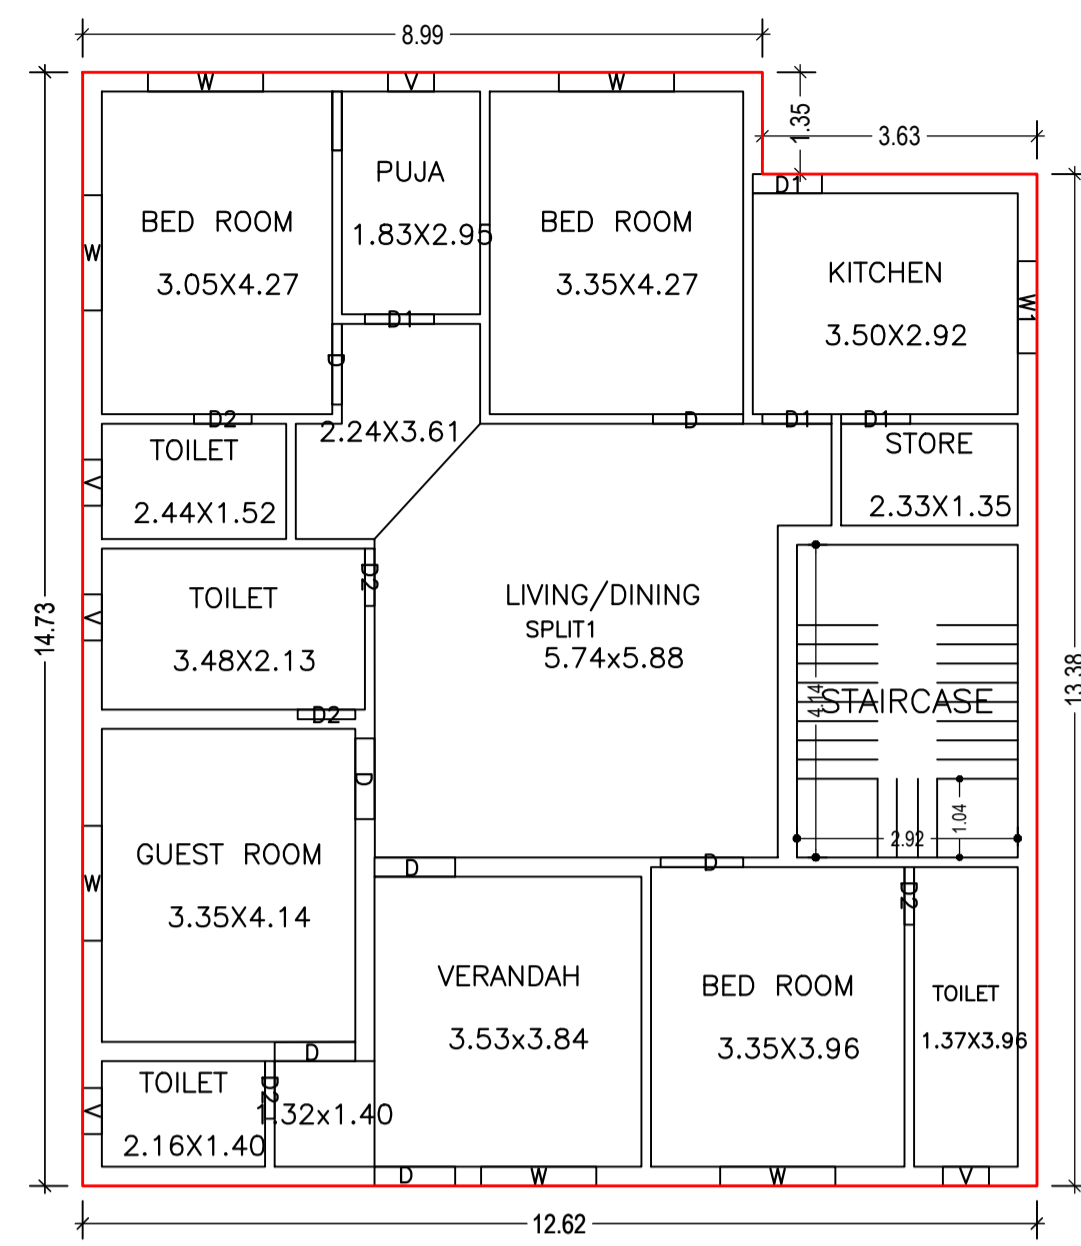 8.99
1.35
3.63
W
V
W
D1
PUJA
1.83X2.95
BED ROOM
3.05X4.27
BED ROOM
3.35X4.27
W
KITCHEN
3.50X2.92
W1
D1
D
D2
2.24X3.61
D
D1
D1
TOILET
2.44X1.52
V
STORE
2.33X1.35
TOILET
3.48X2.13
V
D2
D2
LIVING/DINING
SPLIT1
5.74x5.88
14.73
13.38
STAIRCASE
4.14
1.04
2.92
D
GUEST ROOM
3.35X4.14
W
D
D
D2
VERANDAH
3.53x3.84
BED ROOM
3.35X3.96
TOILET
1.37X3.96
D
TOILET
2.16X1.40
V
D2
1.32x1.40
D
W
W
V
12.62